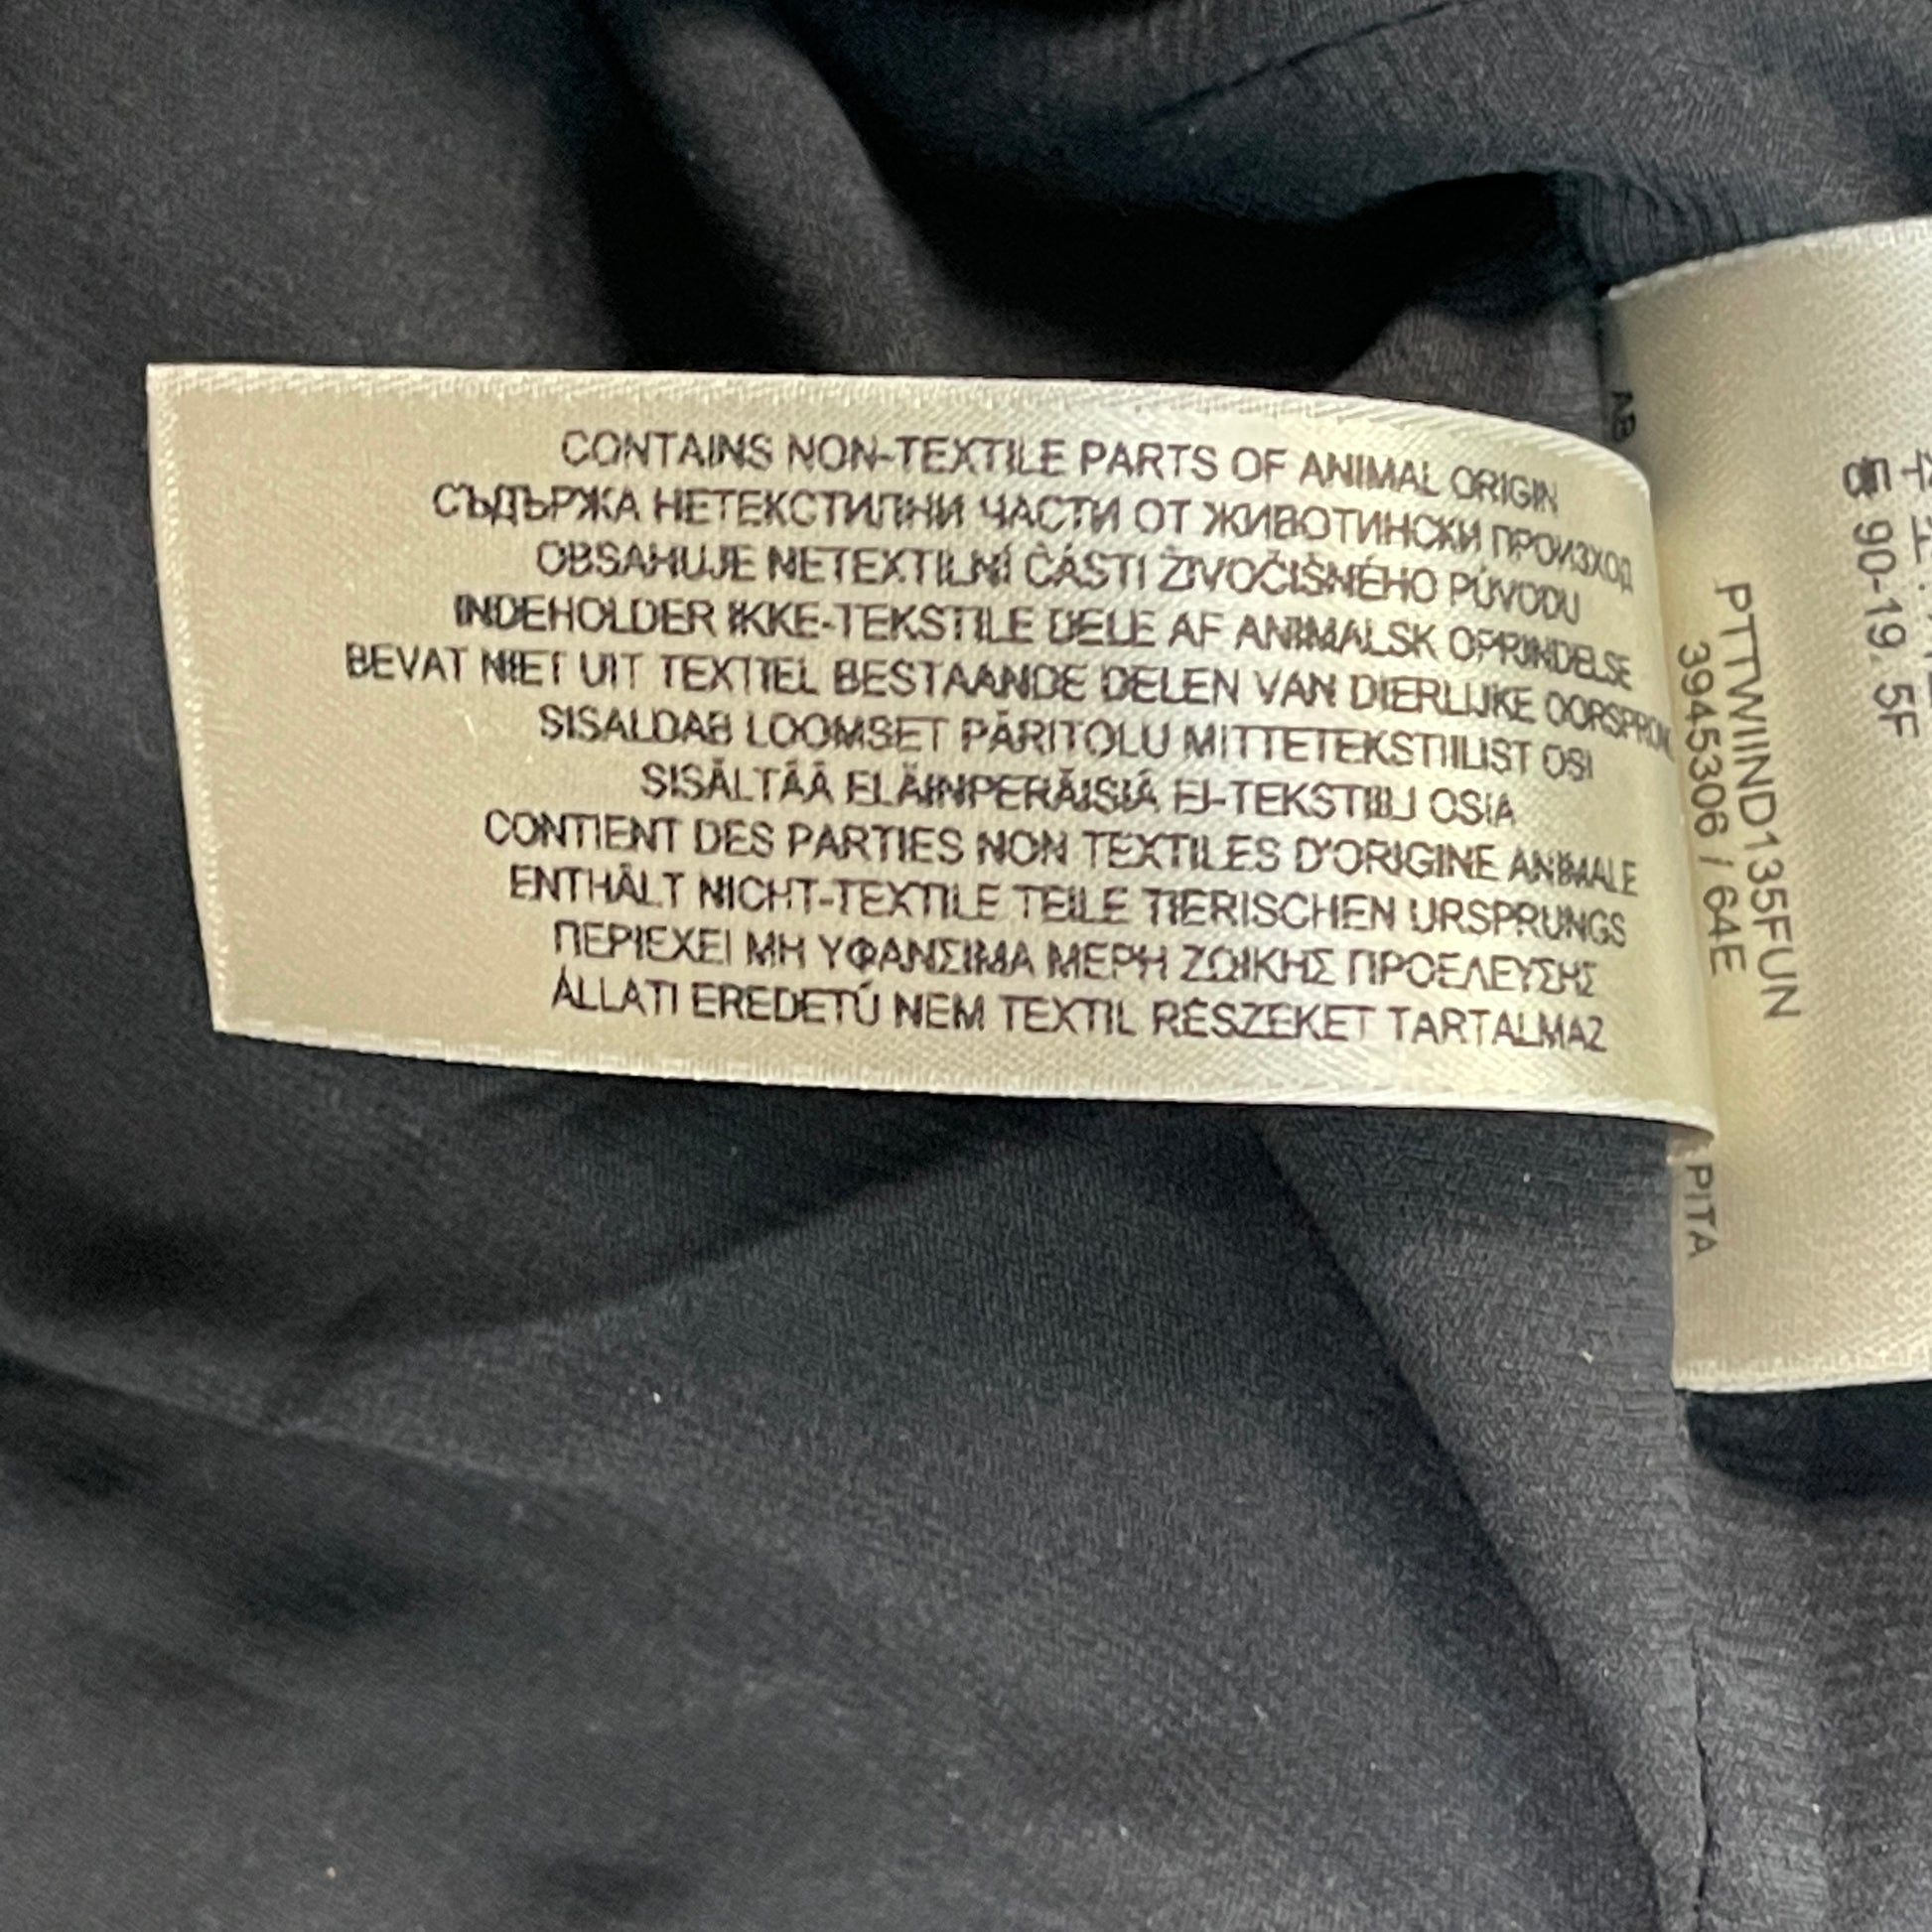 CONTAINS NON-TEXTILE PARTS OF ANIMAL ORIGIN
СЪДЪРЖА НЕТЕКСТИЛНИ ЧАСТИ ОТ ЖИВОТИНСКИ ПРОИЗХОД
OBSAHUJE NETEXTILNÍ ČÁSTI ŽIVOČIŠNÉHO PŮVODU
INDEHOLDER IKKE-TEKSTILE DELE AF ANIMALSK OPRINDELSE
BEVAT NIET UIT TEXTIEL BESTAANDE DELEN VAN DIERLIJKE
SISALDAB LOOMSET PÄRITOLU MITTETEKSTIILIST OSI
SISÄLTÄÄ ELÄINPERÄISIÄ EI-TEKSTIILI OSIA
CONTIENT DES PARTIES NON TEXTILES D'ORIGINE ANIMALE
ENTHÄLT NICHT-TEXTILE TEILE TIERISCHEN URSPRUNGS
ΠΕΡΙΕΧΕΙ ΜΗ ΥΦΑΝΣΙΜΑ ΜΕΡΗ ΖΩΙΚΗΣ ΠΡΟΕΛΕΥΣΗΣ
ÁLLATI EREDETŰ NEM TEXTIL RÉSZEKET TARTALMAZ
PTTWIIND135FUN
3945306 / 64E
PITA
90-19. 5F